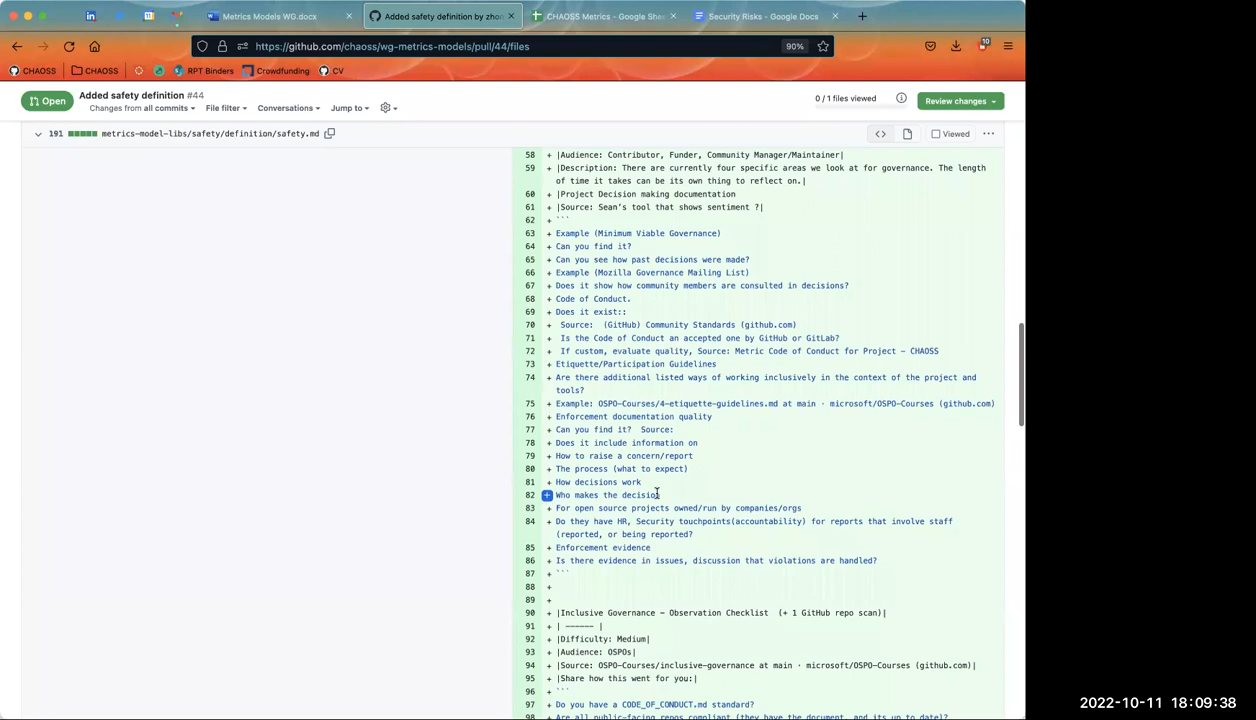 Metrics Models WG.docx
Added safety definition by zhor
CHAOSS Metrics - Google She
Security Risks - Google Docs
https://github.com/chaoss/wg-metrics-models/pull/44/files
90%
10
CHAOSS
CHAOSS
RPT Binders
Crowdfunding
CV
Open
Added safety definition #44
Changes from all commits
File filter
Conversations
Jump to
0 / 1 files viewed
Review changes
191 metrics-model-libs/safety/definition/safety.md
Viewed
58 + |Audience: Contributor, Funder, Community Manager/Maintainer|
59 + |Description: There are currently four specific areas we look at for governance. The length
of time it takes can be its own thing to reflect on.|
60 + |Project Decision making documentation
61 + |Source: Sean's tool that shows sentiment ?|
62 + ```
63 + Example (Minimum Viable Governance)
64 + Can you find it?
65 + Can you see how past decisions were made?
66 + Example (Mozilla Governance Mailing List)
67 + Does it show how community members are consulted in decisions?
68 + Code of Conduct.
69 + Does it exist::
70 + Source: (GitHub) Community Standards (github.com)
71 + Is the Code of Conduct an accepted one by GitHub or GitLab?
72 + If custom, evaluate quality, Source: Metric Code of Conduct for Project – CHAOSS
73 + Etiquette/Participation Guidelines
74 + Are there additional listed ways of working inclusively in the context of the project and
tools?
75 + Example: OSPO-Courses/4-etiquette-guidelines.md at main · microsoft/OSPO-Courses (github.com)
76 + Enforcement documentation quality
77 + Can you find it? Source:
78 + Does it include information on
79 + How to raise a concern/report
80 + The process (what to expect)
81 + How decisions work
82 + Who makes the decision
83 + For open source projects owned/run by companies/orgs
84 + Do they have HR, Security touchpoints(accountability) for reports that involve staff
(reported, or being reported?
85 + Enforcement evidence
86 + Is there evidence in issues, discussion that violations are handled?
87 + ```
88 +
89 +
90 + |Inclusive Governance – Observation Checklist (+ 1 GitHub repo scan)|
91 + | ------ |
92 + |Difficulty: Medium|
93 + |Audience: OSPOs|
94 + |Source: OSPO-Courses/inclusive-governance at main · microsoft/OSPO-Courses (github.com)|
95 + |Share how this went for you:|
96 + ```
97 + Do you have a CODE_OF_CONDUCT.md standard?
98 + Are all public-facing repos compliant (they have the document, and its up to date)?
2022-10-11 18:09:38